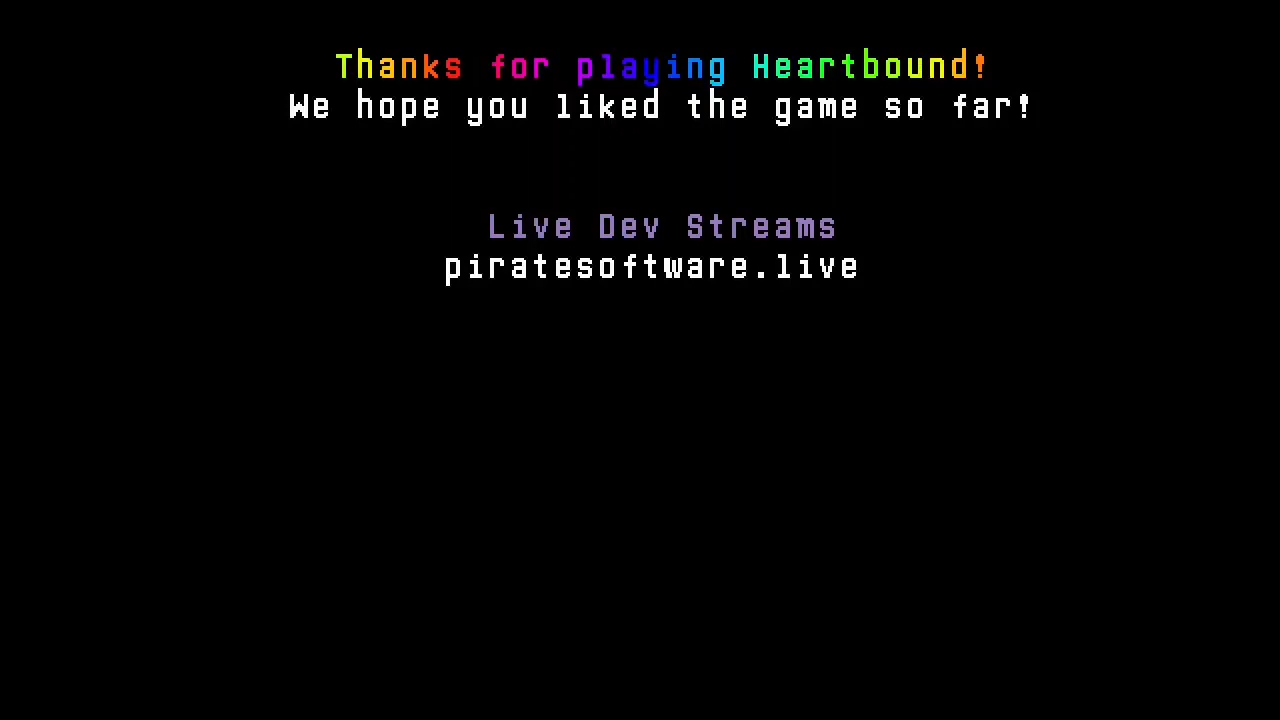 Thanks for playing Heartbound!
We hope you liked the game so far!
Live Dev Streams
piratesoftware.live